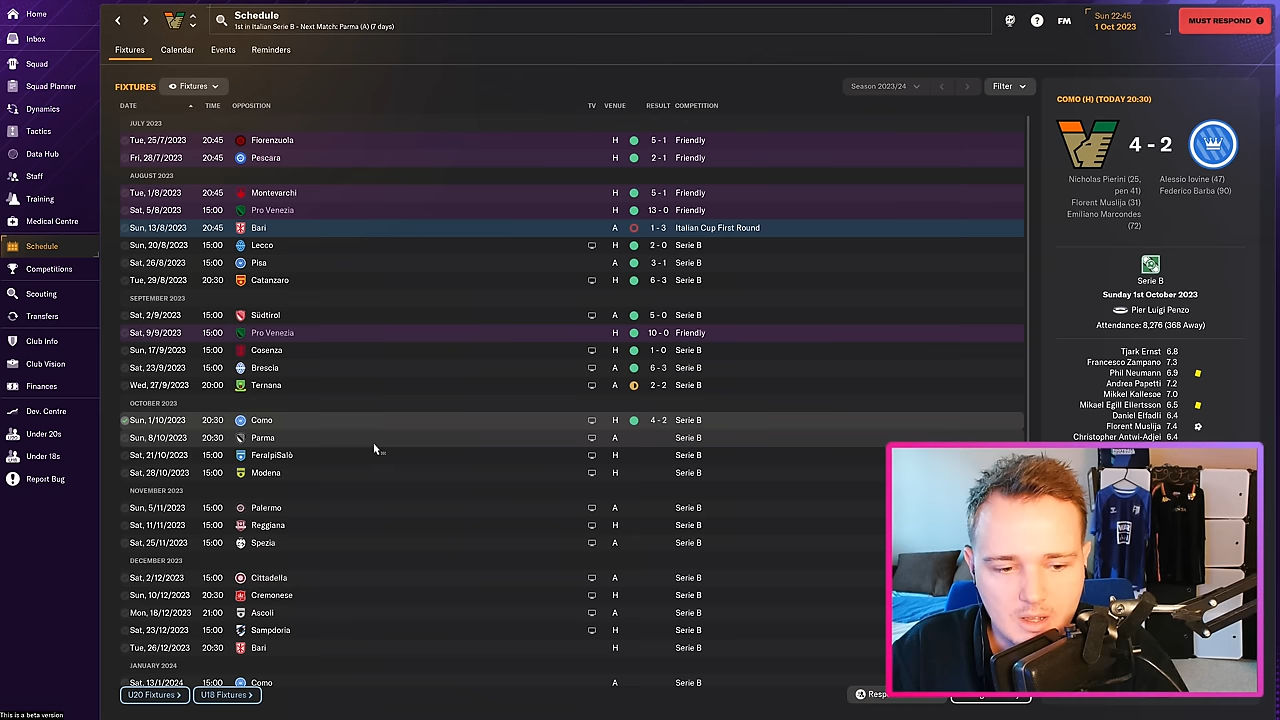 Home
Inbox
Squad
Squad Planner
Dynamics
Tactics
Data Hub
Staff
Training
Medical Centre
Schedule
Competitions
Scouting
Transfers
Club Info
Club Vision
Finances
Dev. Centre
Under 20s
Under 18s
Report Bug
This is a beta version
Schedule
1st in Italian Serie B - Next Match: Parma (A) (7 days)
FM
Sun 22:45
1 Oct 2023
MUST RESPOND
Fixtures Calendar Events Reminders
FIXTURES Fixtures Season 2023/24 Filter
DATE TIME OPPOSITION TV VENUE RESULT COMPETITION
JULY 2023
Tue, 25/7/2023 20:45 Fiorenzuola H 5 - 1 Friendly
Fri, 28/7/2023 20:45 Pescara H 2 - 1 Friendly
AUGUST 2023
Tue, 1/8/2023 20:45 Montevarchi H 5 - 1 Friendly
Sat, 5/8/2023 15:00 Pro Venezia H 13 - 0 Friendly
Sun, 13/8/2023 20:45 Bari A 1 - 3 Italian Cup First Round
Sun, 20/8/2023 15:00 Lecco H 2 - 0 Serie B
Sat, 26/8/2023 15:00 Pisa A 3 - 1 Serie B
Tue, 29/8/2023 20:30 Catanzaro H 6 - 3 Serie B
SEPTEMBER 2023
Sat, 2/9/2023 15:00 Südtirol A 5 - 0 Serie B
Sat, 9/9/2023 15:00 Pro Venezia H 10 - 0 Friendly
Sun, 17/9/2023 15:00 Cosenza H 1 - 0 Serie B
Sat, 23/9/2023 15:00 Brescia A 6 - 3 Serie B
Wed, 27/9/2023 20:00 Ternana A 2 - 2 Serie B
OCTOBER 2023
Sun, 1/10/2023 20:30 Como H 4 - 2 Serie B
Sun, 8/10/2023 20:30 Parma A Serie B
Sat, 21/10/2023 15:00 FeralpiSalò H Serie B
Sat, 28/10/2023 15:00 Modena H Serie B
NOVEMBER 2023
Sun, 5/11/2023 15:00 Palermo A Serie B
Sat, 11/11/2023 15:00 Reggiana H Serie B
Sat, 25/11/2023 15:00 Spezia A Serie B
DECEMBER 2023
Sat, 2/12/2023 15:00 Cittadella A Serie B
Sun, 10/12/2023 20:30 Cremonese H Serie B
Mon, 18/12/2023 21:00 Ascoli A Serie B
Sat, 23/12/2023 15:00 Sampdoria H Serie B
Tue, 26/12/2023 20:30 Bari H Serie B
JANUARY 2024
Sat, 13/1/2024 15:00 Como A Serie B
U20 Fixtures > U18 Fixtures >
COMO (H) (TODAY 20:30)
4 - 2
Nicholas Pierini (25, pen 41)
Florent Muslija (31)
Emiliano Marcondes (72)
Alessio Iovine (47)
Federico Barba (90)
Serie B
Sunday 1st October 2023
Pier Luigi Penzo
Attendance: 8,276 (368 Away)
Tjark Ernst 6.8
Francesco Zampano 7.3
Phil Neumann 6.9
Andrea Papetti 7.2
Mikkel Kallesøe 7.0
Mikael Egill Ellertsson 6.5
Daniel Elfadli 6.4
Florent Muslija 7.4
Christopher Antwi-Adjei 6.4